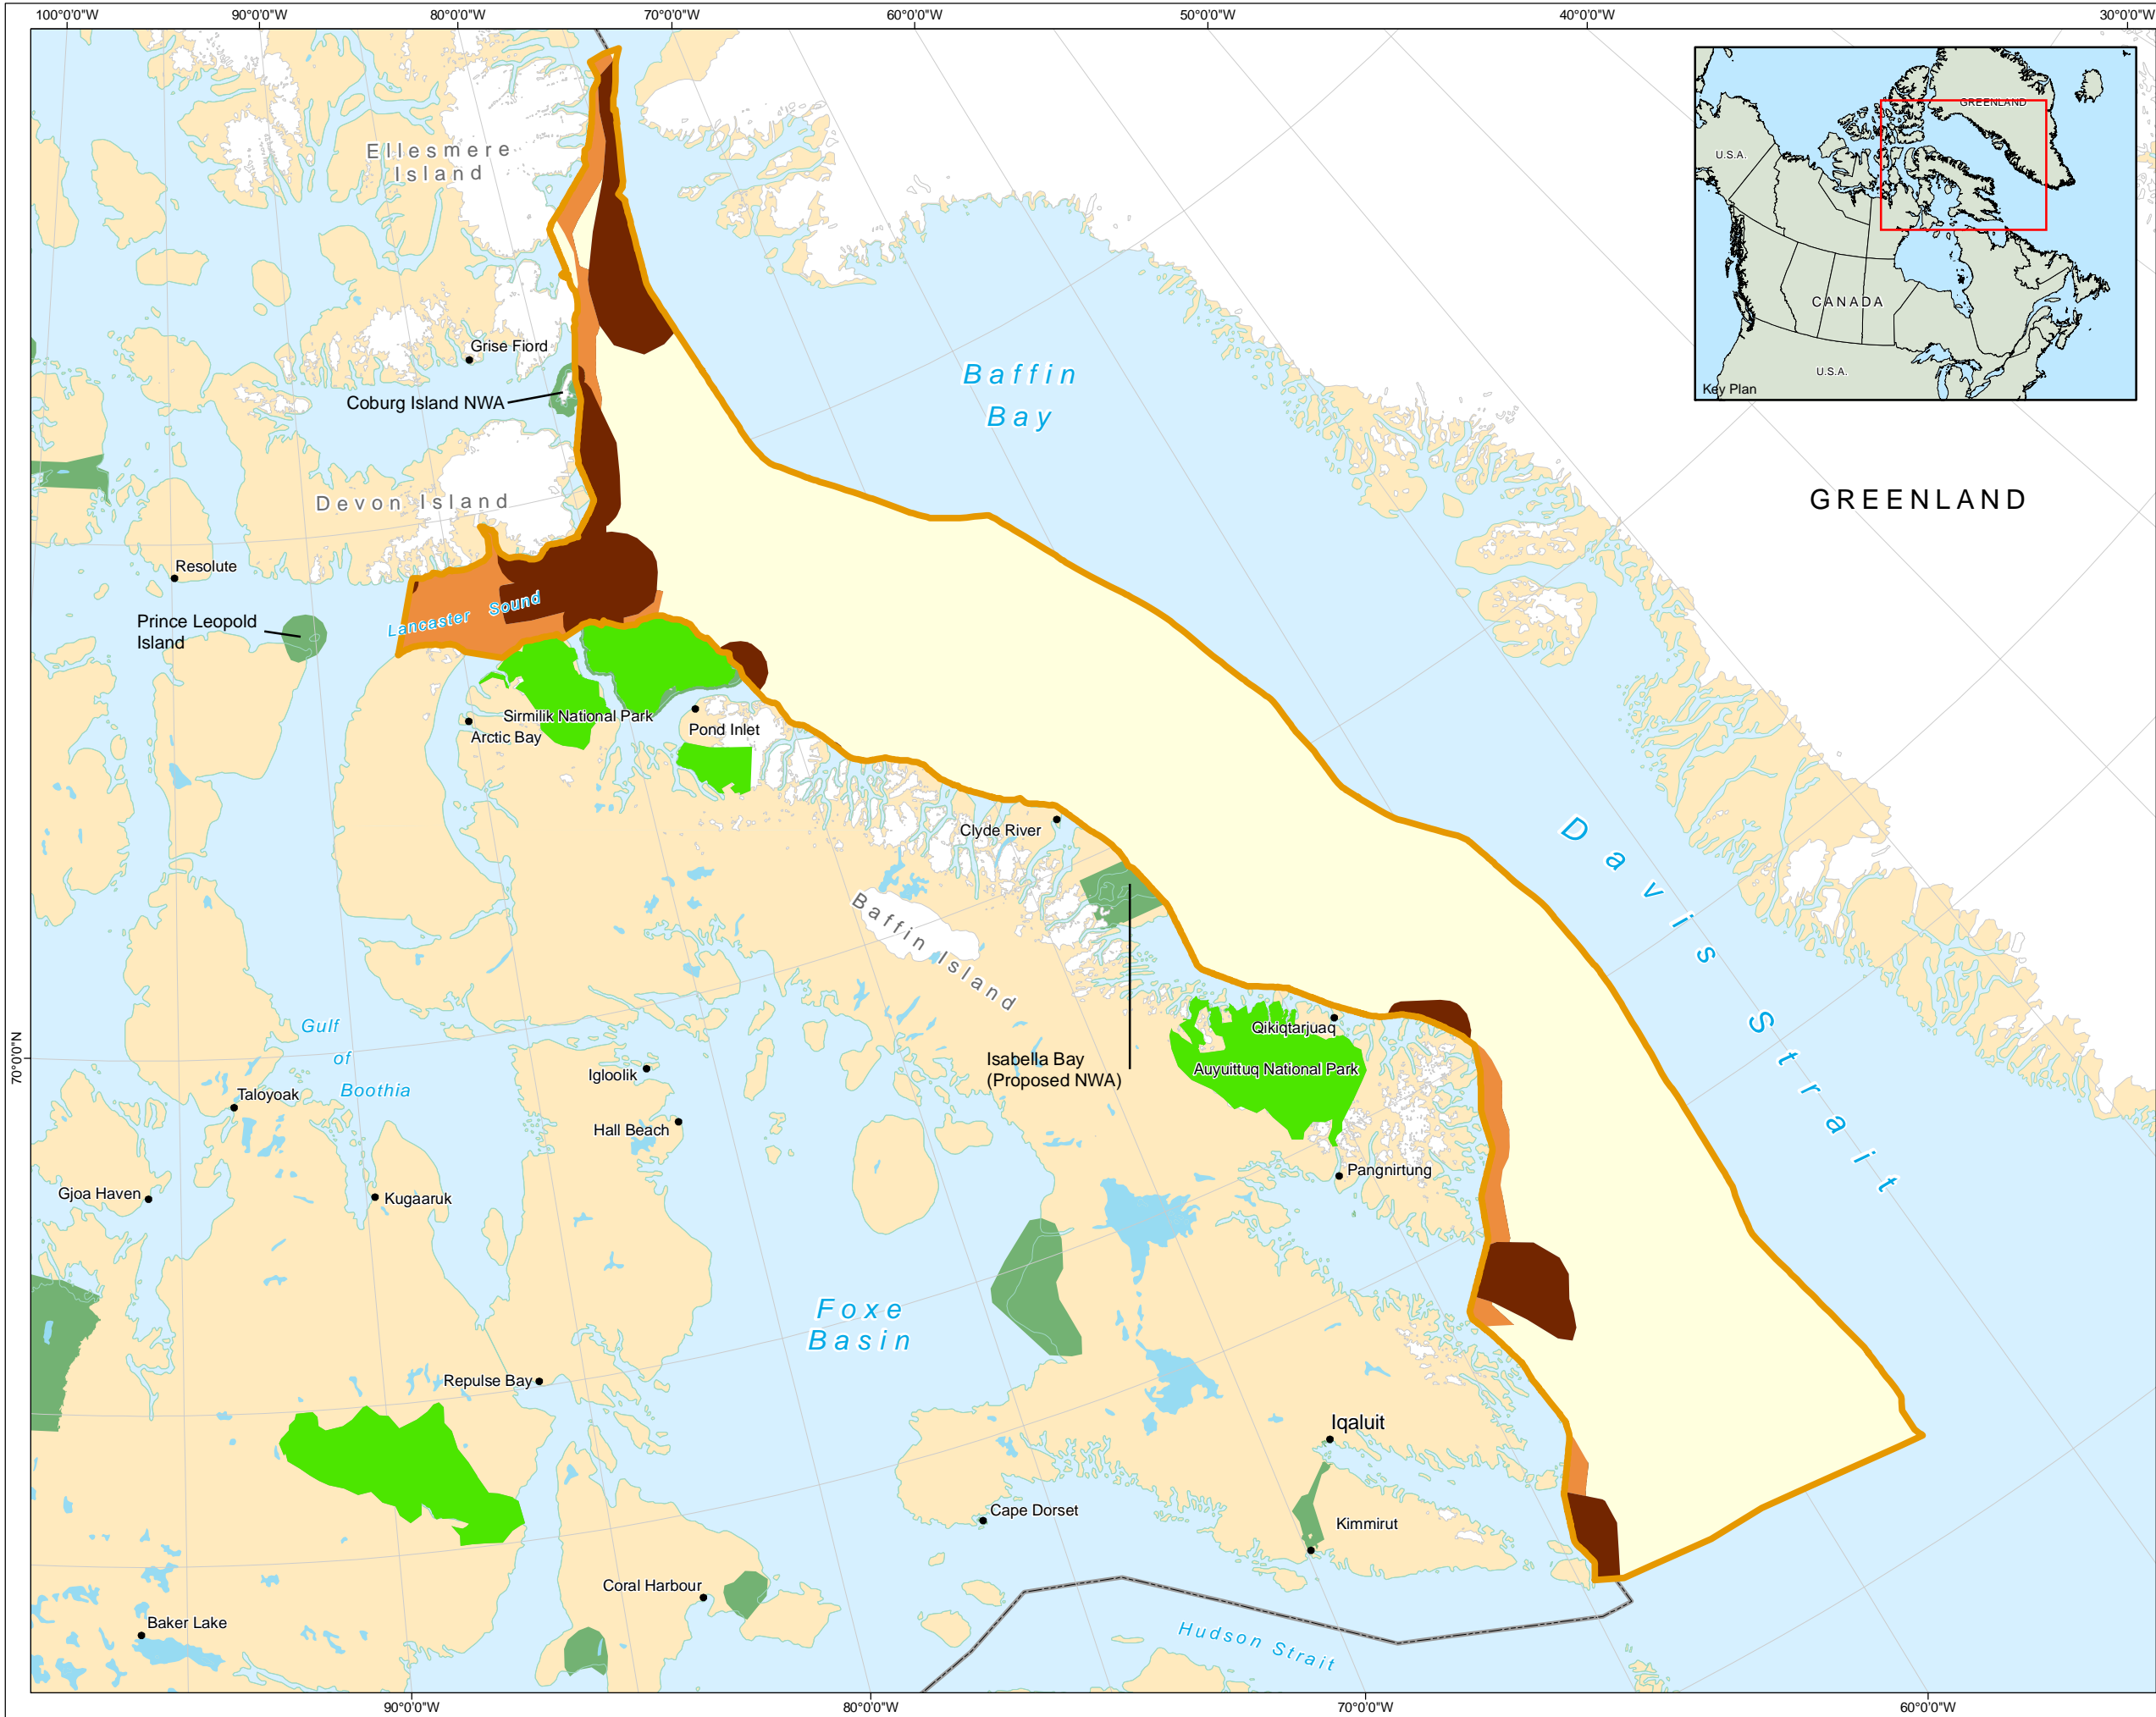 100°0'0"W
90°0'0"W
80°0'0"W
70°0'0"W
60°0'0"W
50°0'0"W
40°0'0"W
30°0'0"W
GREENLAND
U.S.A.
CANADA
U.S.A.
Key Plan
Ellesmere
Island
Grise Fiord
Coburg Island NWA
Baffin
Bay
Devon Island
GREENLAND
Resolute
Prince Leopold
Island
Lancaster Sound
Sirmilik National Park
Arctic Bay
Pond Inlet
Clyde River
Davis Strait
Baffin Island
Gulf
of
Boothia
70°0'0"N
Qikiqtarjuaq
Isabella Bay
(Proposed NWA)
Auyuittuq National Park
Igloolik
Taloyoak
Hall Beach
Pangnirtung
Gjoa Haven
Kugaaruk
Foxe
Basin
Repulse Bay
Iqaluit
Cape Dorset
Kimmirut
Coral Harbour
Baker Lake
Hudson Strait
90°0'0"W
80°0'0"W
70°0'0"W
60°0'0"W